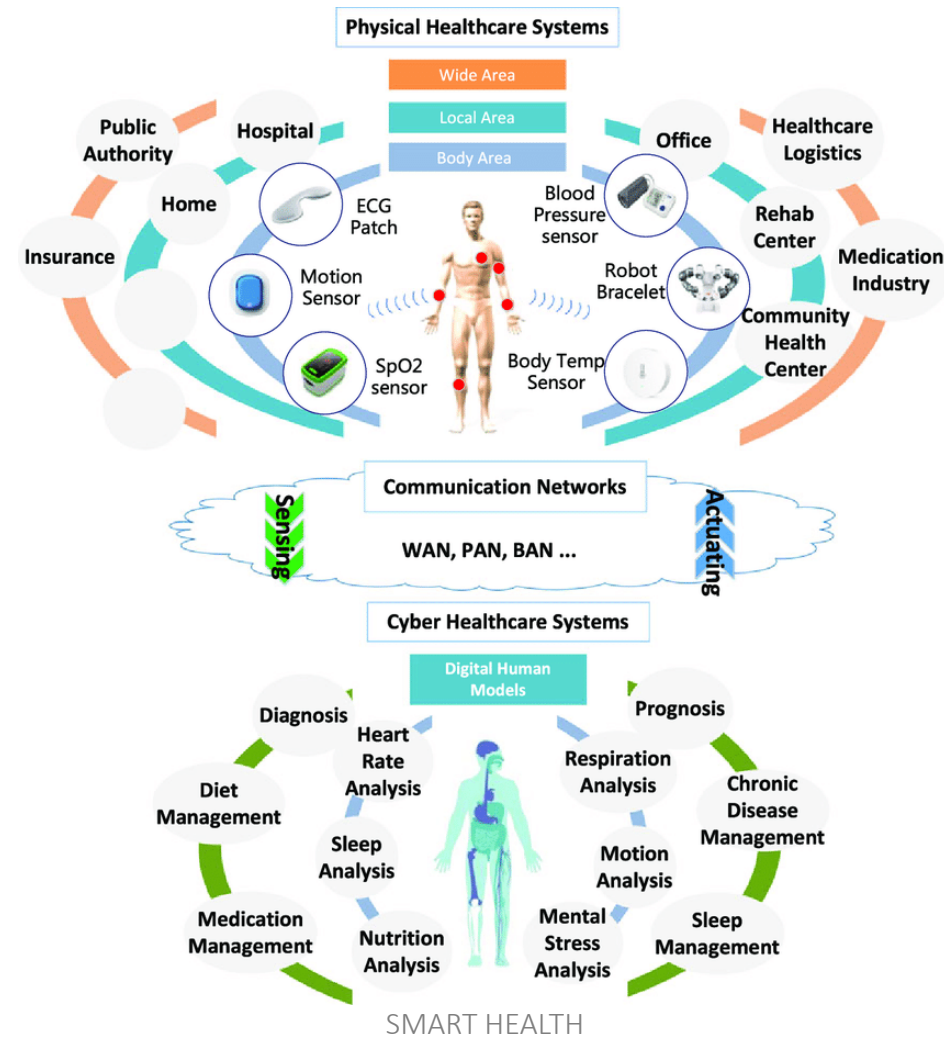 Physical Healthcare Systems
Wide Area
Local Area
Body Area
Public
Authority
Hospital
Home
Insurance
ECG
Patch
Motion
Sensor
SpO2
sensor
Office
Healthcare
Logistics
Blood
Pressure
sensor
Rehab
Center
Robot
Bracelet
Medication
Industry
Community
Health
Center
Body Temp
Sensor
Communication Networks
WAN, PAN, BAN ...
Sensing
Actuating
Cyber Healthcare Systems
Digital Human
Models
Diagnosis
Heart
Rate
Analysis
Diet
Management
Sleep
Analysis
Medication
Management
Nutrition
Analysis
Prognosis
Respiration
Analysis
Chronic
Disease
Management
Motion
Analysis
Mental
Stress
Analysis
Sleep
Management
SMART HEALTH